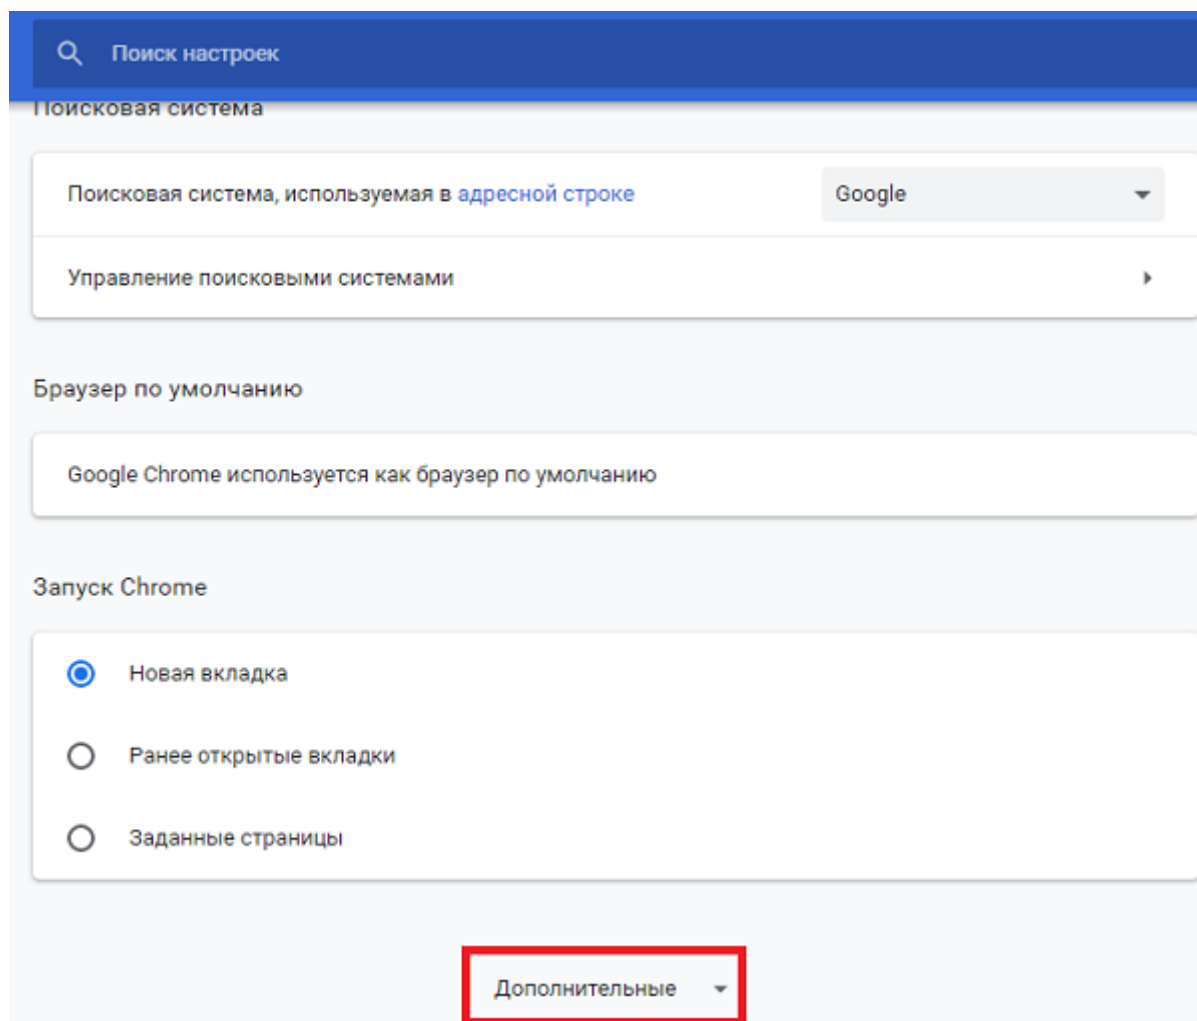 Поиск настроек
Поисковая система
Поисковая система, используемая в адресной строке
Google
Управление поисковыми системами
Браузер по умолчанию
Google Chrome используется как браузер по умолчанию
Запуск Chrome
Новая вкладка
Ранее открытые вкладки
Заданные страницы
Дополнительные